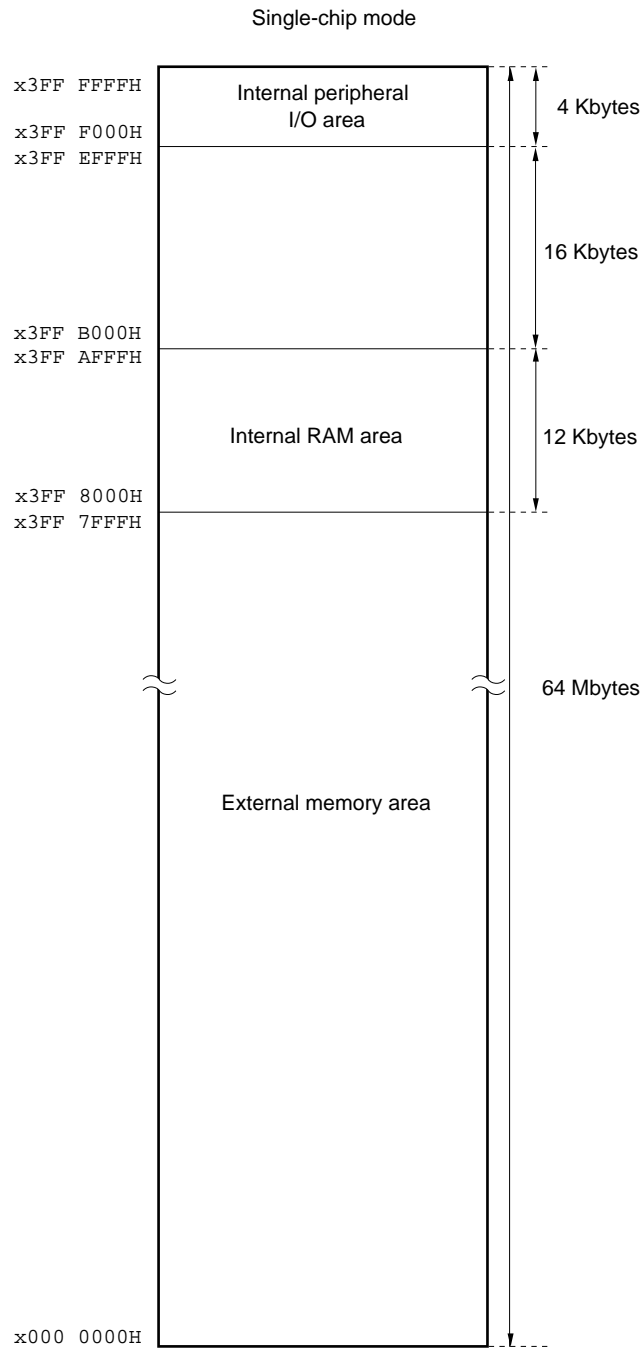 Single-chip mode
x3FF FFFFH
Internal peripheral
I/O area
4 Kbytes
x3FF F000H
x3FF EFFFH
16 Kbytes
x3FF B000H
x3FF AFFFH
Internal RAM area
12 Kbytes
x3FF 8000H
x3FF 7FFFH
64 Mbytes
External memory area
x000 0000H